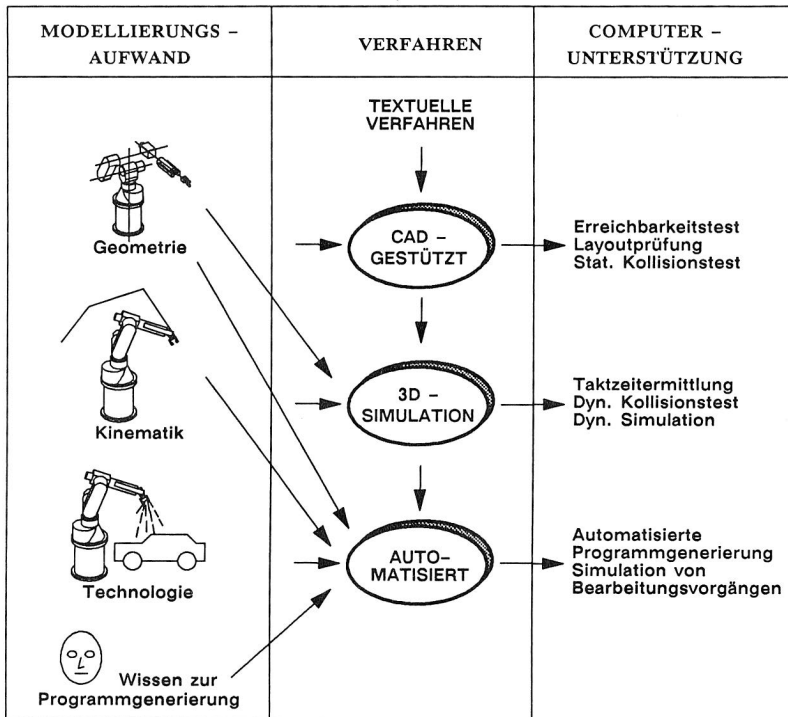 MODELLIERUNGS –
AUFWAND
VERFAHREN
COMPUTER –
UNTERSTÜTZUNG
TEXTUELLE
VERFAHREN
Geometrie
CAD –
GESTÜTZT
Erreichbarkeitstest
Layoutprüfung
Stat. Kollisionstest
Kinematik
3D –
SIMULATION
Taktzeitermittlung
Dyn. Kollisionstest
Dyn. Simulation
Technologie
AUTO–
MATISIERT
Automatisierte
Programmgenerierung
Simulation von
Bearbeitungsvorgängen
Wissen zur
Programmgenerierung